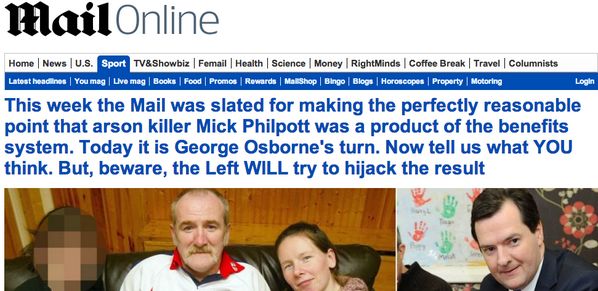 Mail Online
Home News U.S. Sport TV&Showbiz Femail Health Science Money RightMinds Coffee Break Travel Columnists
Latest headlines You mag Live mag Books Food Promos Rewards MailShop Bingo Blogs Horoscopes Property Motoring Login
This week the Mail was slated for making the perfectly reasonable
point that arson killer Mick Philpott was a product of the benefits
system. Today it is George Osborne's turn. Now tell us what YOU
think. But, beware, the Left WILL try to hijack the result